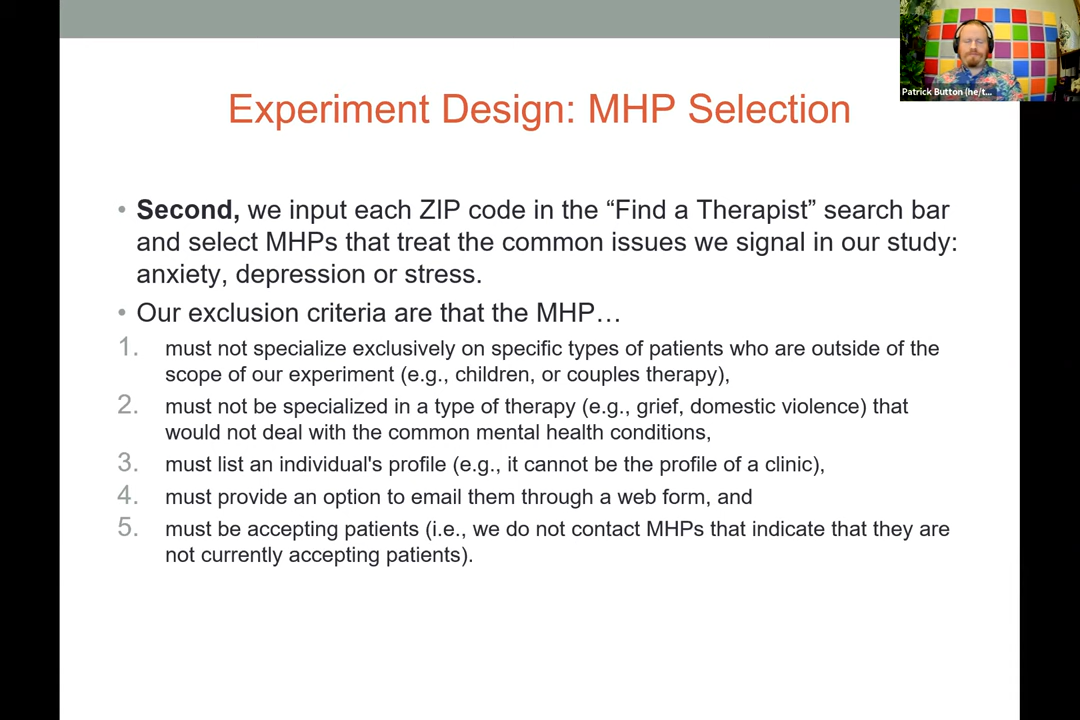 Patrick Button (he/t...
Experiment Design: MHP Selection
• Second, we input each ZIP code in the “Find a Therapist” search bar
and select MHPs that treat the common issues we signal in our study:
anxiety, depression or stress.
• Our exclusion criteria are that the MHP…
1. must not specialize exclusively on specific types of patients who are outside of the
scope of our experiment (e.g., children, or couples therapy),
2. must not be specialized in a type of therapy (e.g., grief, domestic violence) that
would not deal with the common mental health conditions,
3. must list an individual's profile (e.g., it cannot be the profile of a clinic),
4. must provide an option to email them through a web form, and
5. must be accepting patients (i.e., we do not contact MHPs that indicate that they are
not currently accepting patients).